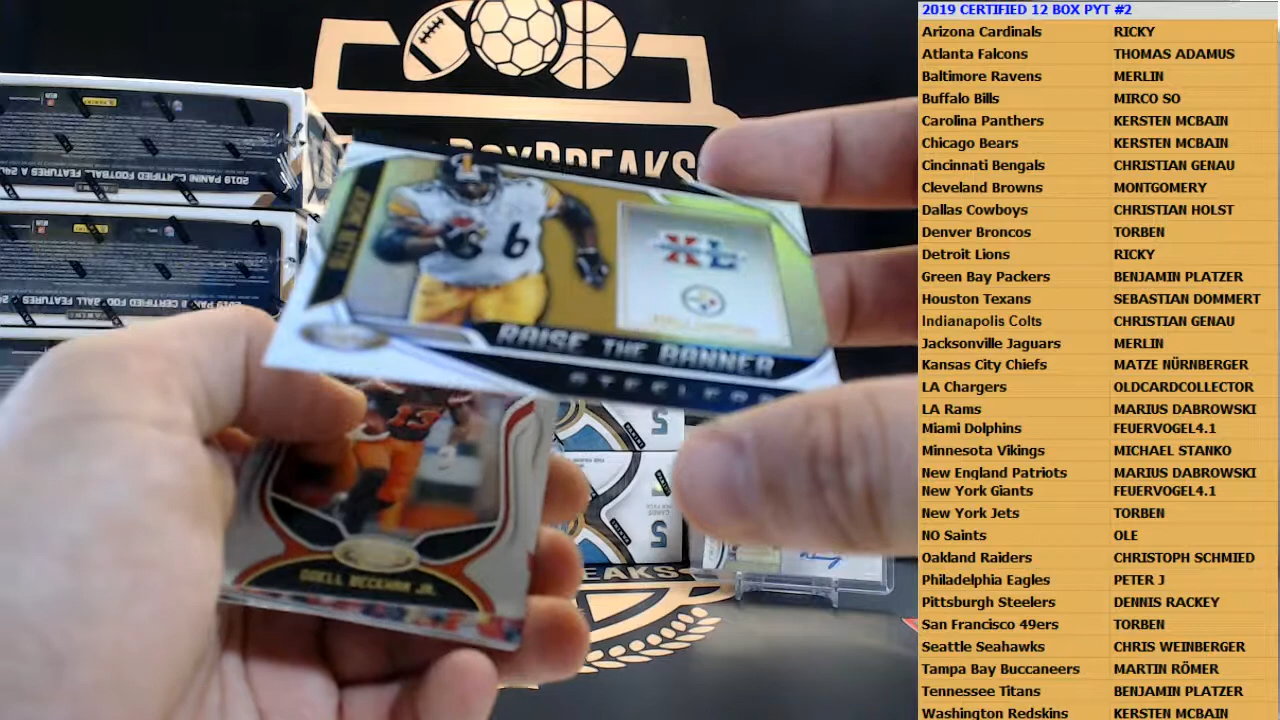 2019 CERTIFIED 12 BOX PYT #2
Arizona Cardinals RICKY
Atlanta Falcons THOMAS ADAMUS
Baltimore Ravens MERLIN
Buffalo Bills MIRCO SO
Carolina Panthers KERSTEN MCBAIN
Chicago Bears KERSTEN MCBAIN
Cincinnati Bengals CHRISTIAN GENAU
Cleveland Browns MONTGOMERY
Dallas Cowboys CHRISTIAN HOLST
Denver Broncos TORBEN
Detroit Lions RICKY
Green Bay Packers BENJAMIN PLATZER
Houston Texans SEBASTIAN DOMMERT
Indianapolis Colts CHRISTIAN GENAU
Jacksonville Jaguars MERLIN
Kansas City Chiefs MATZE NÜRNBERGER
LA Chargers OLDCARDCOLLECTOR
LA Rams MARIUS DABROWSKI
Miami Dolphins FEUERVOGEL4.1
Minnesota Vikings MICHAEL STANKO
New England Patriots MARIUS DABROWSKI
New York Giants FEUERVOGEL4.1
New York Jets TORBEN
NO Saints OLE
Oakland Raiders CHRISTOPH SCHMIED
Philadelphia Eagles PETER J
Pittsburgh Steelers DENNIS RACKEY
San Francisco 49ers TORBEN
Seattle Seahawks CHRIS WEINBERGER
Tampa Bay Buccaneers MARTIN RÖMER
Tennessee Titans BENJAMIN PLATZER
Washington Redskins KERSTEN MCBAIN
BOXBREAKS
XL
RAISE THE BANNER
STEELERS
ODELL BECKHAM JR.
2019 PANINI CERTIFIED FOOTBALL FEATURES A
5
5